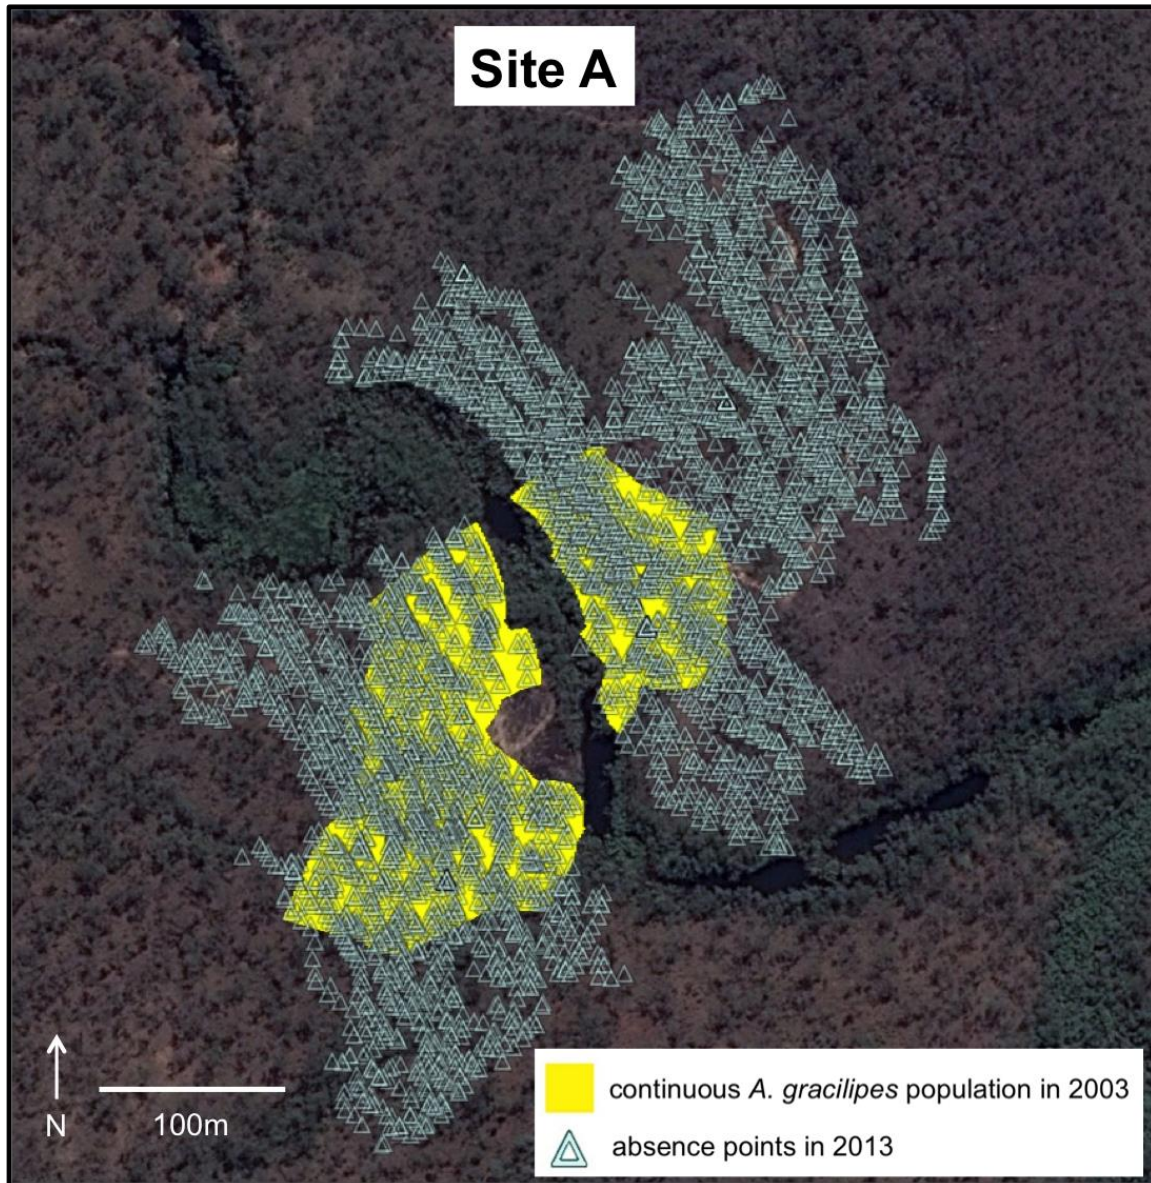 Site A
N
100m
continuous A. gracilipes population in 2003
absence points in 2013